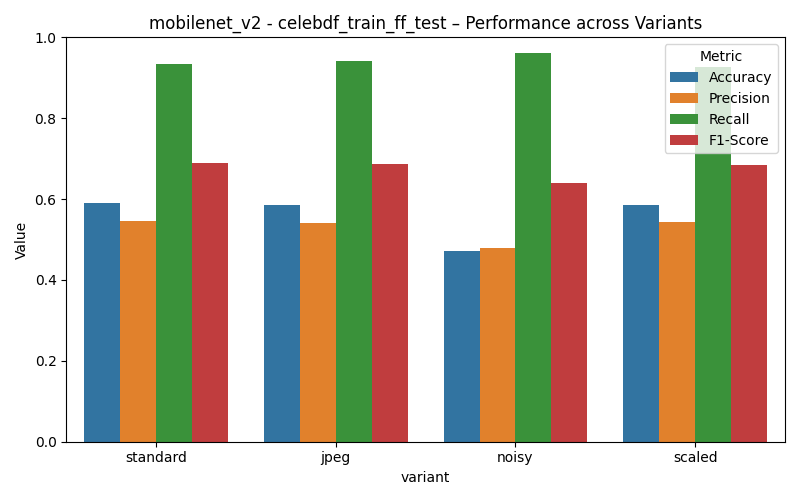 mobilenet_v2 - celebdf_train_ff_test – Performance across Variants
Metric
Accuracy
Precision
Recall
F1-Score
Value
1.0
0.8
0.6
0.4
0.2
0.0
standard jpeg noisy scaled
variant